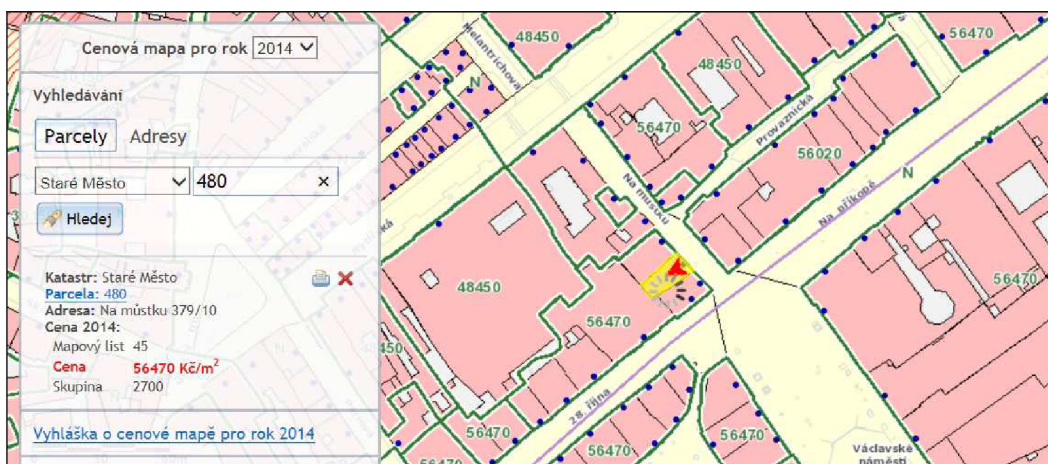 Cenová mapa pro rok 2014
Vyhledávání
Parcely Adresy
Staré Město 480 ×
Hledej
Katastr: Staré Město
Parcela: 480
Adresa: Na můstku 379/10
Cena 2014:
Mapový list 45
Cena 56470 Kč/m²
Skupina 2700
Vyhláška o cenové mapě pro rok 2014
Melantrichova
48450
56470
N
48450
56470
Provaznická
56020
Na můstku
N
Na příkopě
48450
56470
56470
28. října
56470
56470
56470
56470
Václavské
náměstí